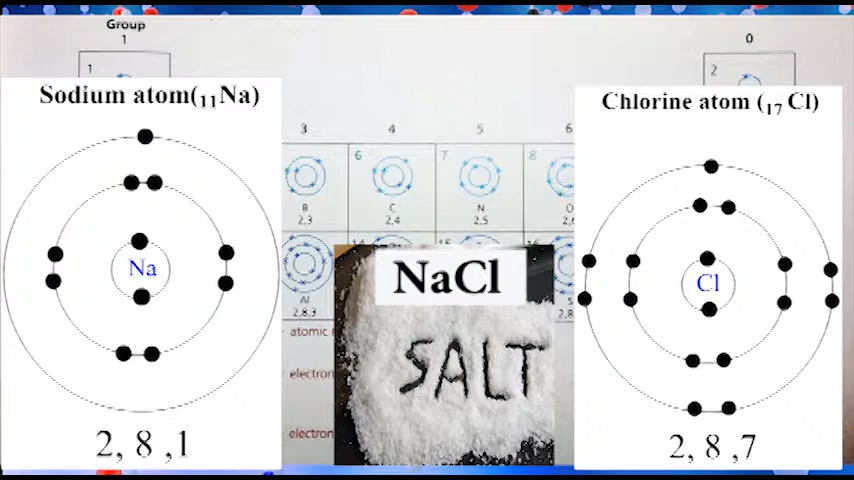 Group
1
0
1
2
Sodium atom(₁₁Na)
Chlorine atom (₁₇ Cl)
3
4
5
6
6
7
8
B
2,3
C
2,4
N
2,5
O
Na
Cl
NaCl
SALT
Al
2,8,3
atomic
electron
electron
2, 8 ,1
2, 8 ,7